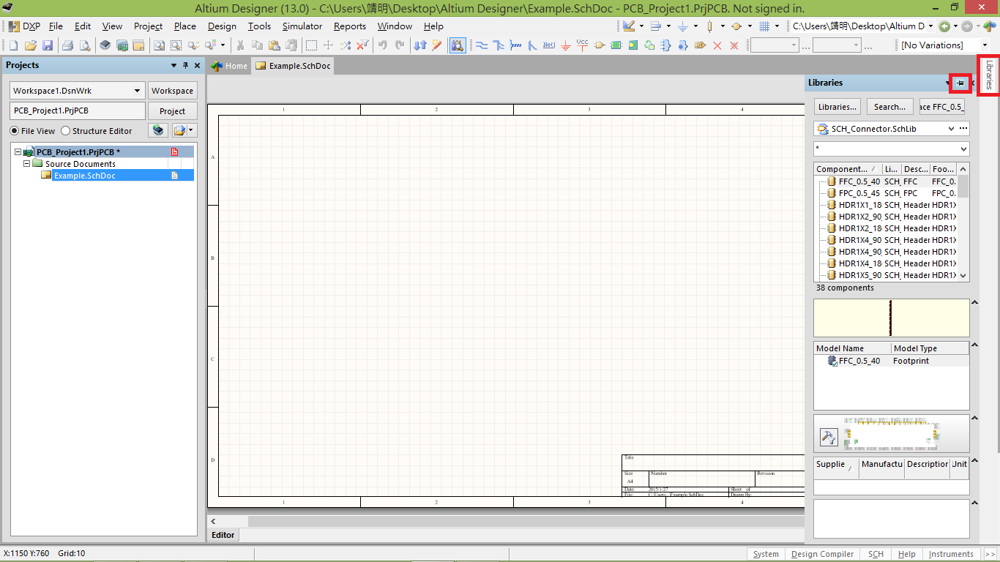 Altium Designer (13.0) - C:\Users\靖明\Desktop\Altium Designer\Example.SchDoc - PCB_Project1.PrjPCB. Not signed in.
DXP File Edit View Project Place Design Tools Simulator Reports Window Help C:\Users\靖明\Desktop\Altium D
Net Vcc [No Variations]
Projects
Home Example.SchDoc
Libraries
Workspace1.DsnWrk Workspace
PCB_Project1.PrjPCB Project
File View Structure Editor
PCB_Project1.PrjPCB *
Source Documents
Example.SchDoc
1 2 3 4
A
B
C
D
Title
Size Number Revision
A4
Date: 2015/1/27 Sheet of
File: C:\Users\..\Example.SchDoc Drawn By:
1 2 3 4
Editor
Libraries
Libraries... Search... ace FFC_0.5_
SCH_Connector.SchLib ...
*
Component... Li... Desc... Foo...
FFC_0.5_40 SCH_ FFC FFC_0.
FPC_0.5_45 SCH_ FPC FPC_0.
HDR1X1_18 SCH_ Header HDR1X
HDR1X2_90 SCH_ Header HDR1X
HDR1X2_18 SCH_ Header HDR1X
HDR1X4_90 SCH_ Header HDR1X
HDR1X4_90 SCH_ Header HDR1X
HDR1X4_18 SCH_ Header HDR1X
HDR1X5_90 SCH_ Header HDR1X
38 components
Model Name Model Type
FFC_0.5_40 Footprint
Supplie Manufactu Description Unit
X:1150 Y:760 Grid:10 System Design Compiler SCH Help Instruments >>